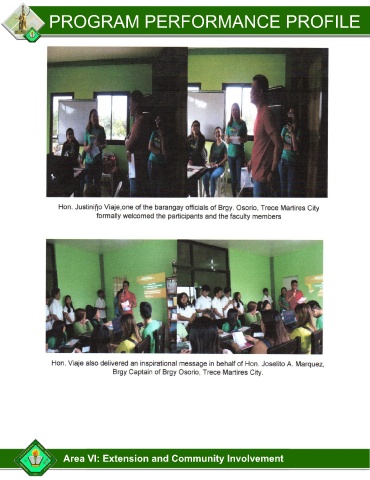 PROGRAM PERFORMANCE PROFILE
Hon. Justiniño Viaje,one of the barangay officials of Brgy. Osorio, Trece Martires City
formally welcomed the participants and the faculty members
Hon. Viaje also delivered an inspirational message in behalf of Hon. Joselito A. Marquez,
Brgy Captain of Brgy Osorio, Trece Martires City.
Area VI: Extension and Community Involvement